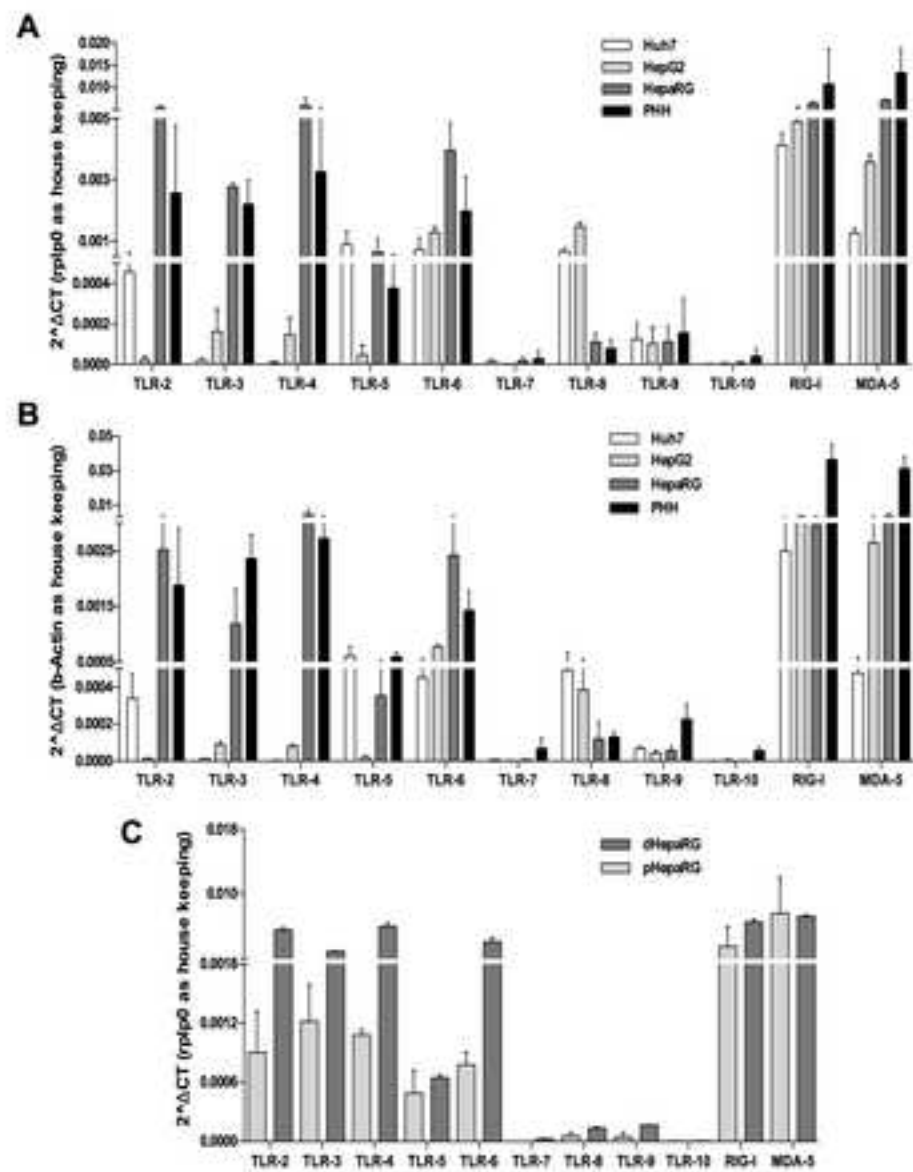 A
2^ΔCT (rplp0 as house keeping)
0.020
0.015
0.010
0.005
0.003
0.001
0.0004
0.0002
0.0000
Huh7
HepG2
HepaRG
PHH
TLR-2 TLR-3 TLR-4 TLR-5 TLR-6 TLR-7 TLR-8 TLR-9 TLR-10 RIG-I MDA-5
B
2^ΔCT (b-Actin as house keeping)
0.05
0.03
0.01
0.0025
0.0015
0.0005
0.0004
0.0002
0.0000
Huh7
HepG2
HepaRG
PHH
TLR-2 TLR-3 TLR-4 TLR-5 TLR-6 TLR-7 TLR-8 TLR-9 TLR-10 RIG-I MDA-5
C
2^ΔCT (rplp0 as house keeping)
0.018
0.010
0.0012
0.0006
0.0000
dHepaRG
pHepaRG
TLR-2 TLR-3 TLR-4 TLR-5 TLR-6 TLR-7 TLR-8 TLR-9 TLR-10 RIG-I MDA-5